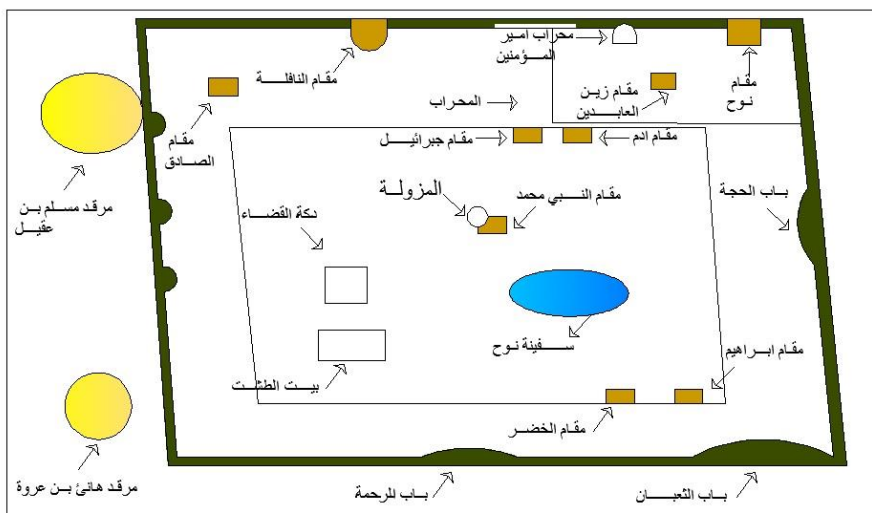 محراب امير
المؤمنين
مقام النافلة
مقام
نوح
مقام زين
العابدين
المحراب
مقام
الصادق
مقام جبرائيل
مقام ادم
مرقد مسلم بن
عقيل
المزولة
مقام النبي محمد
باب الحجة
دكة القضاء
سفينة نوح
مقام ابراهيم
بيت الطشت
مقام الخضر
مرقد هانئ بن عروة
باب للرحمة
باب الثعبان